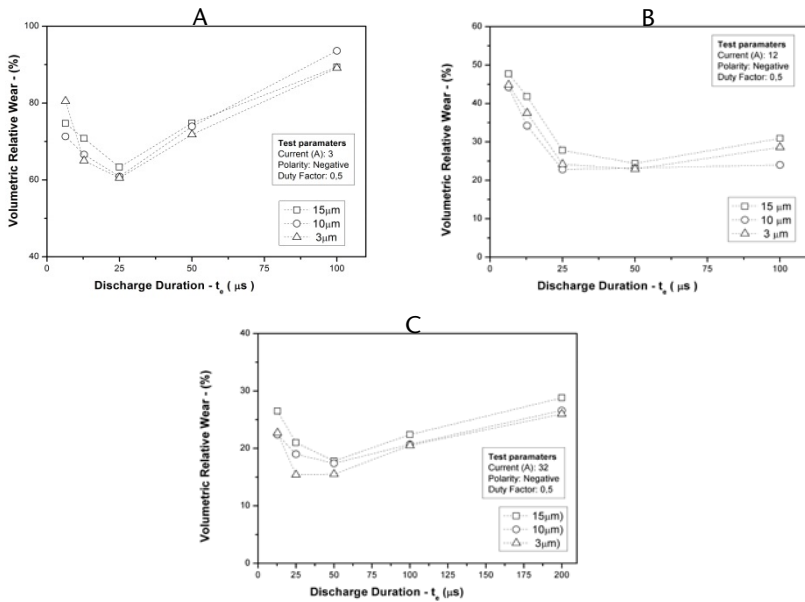 A
Volumetric Relative Wear - (%)
100
80
60
40
0
25
50
75
100
Discharge Duration - te ( μs )
Test paramaters
Current (A): 3
Polarity: Negative
Duty Factor: 0,5
15μm
10μm
3μm
B
Volumetric Relative Wear - (%)
60
50
40
30
20
10
0
0
25
50
75
100
Discharge Duration - te ( μs )
Test paramaters
Current (A): 12
Polarity: Negative
Duty Factor: 0,5
15 μm
10 μm
3 μm
C
Volumetric Relative Wear - (%)
40
30
20
10
0
0
25
50
75
100
125
150
175
200
Discharge Duration - te (μs)
Test paramaters
Current (A): 32
Polarity: Negative
Duty Factor: 0,5
15μm)
10μm)
3μm)